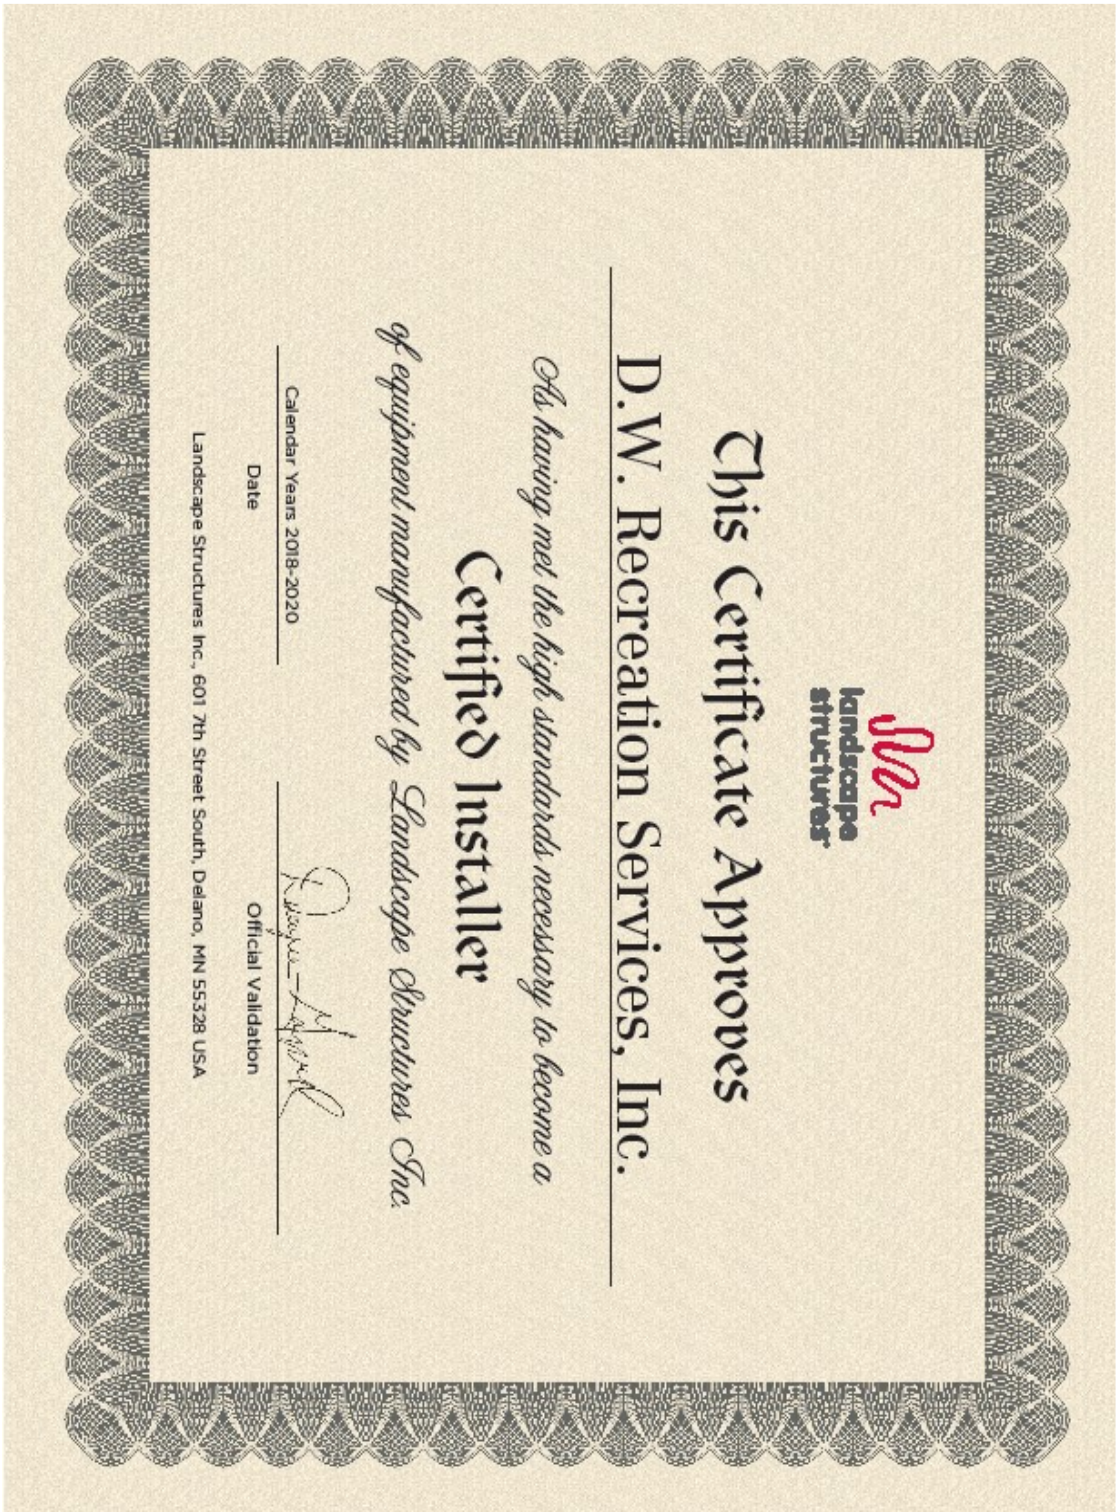 landscape
structures®
This Certificate Approves
D.W. Recreation Services, Inc.
As having met the high standards necessary to become a
Certified Installer
of equipment manufactured by Landscape Structures Inc.
Calendar Years 2018-2020
Date
Official Validation
Landscape Structures Inc., 601 7th Street South, Delano, MN 55328 USA